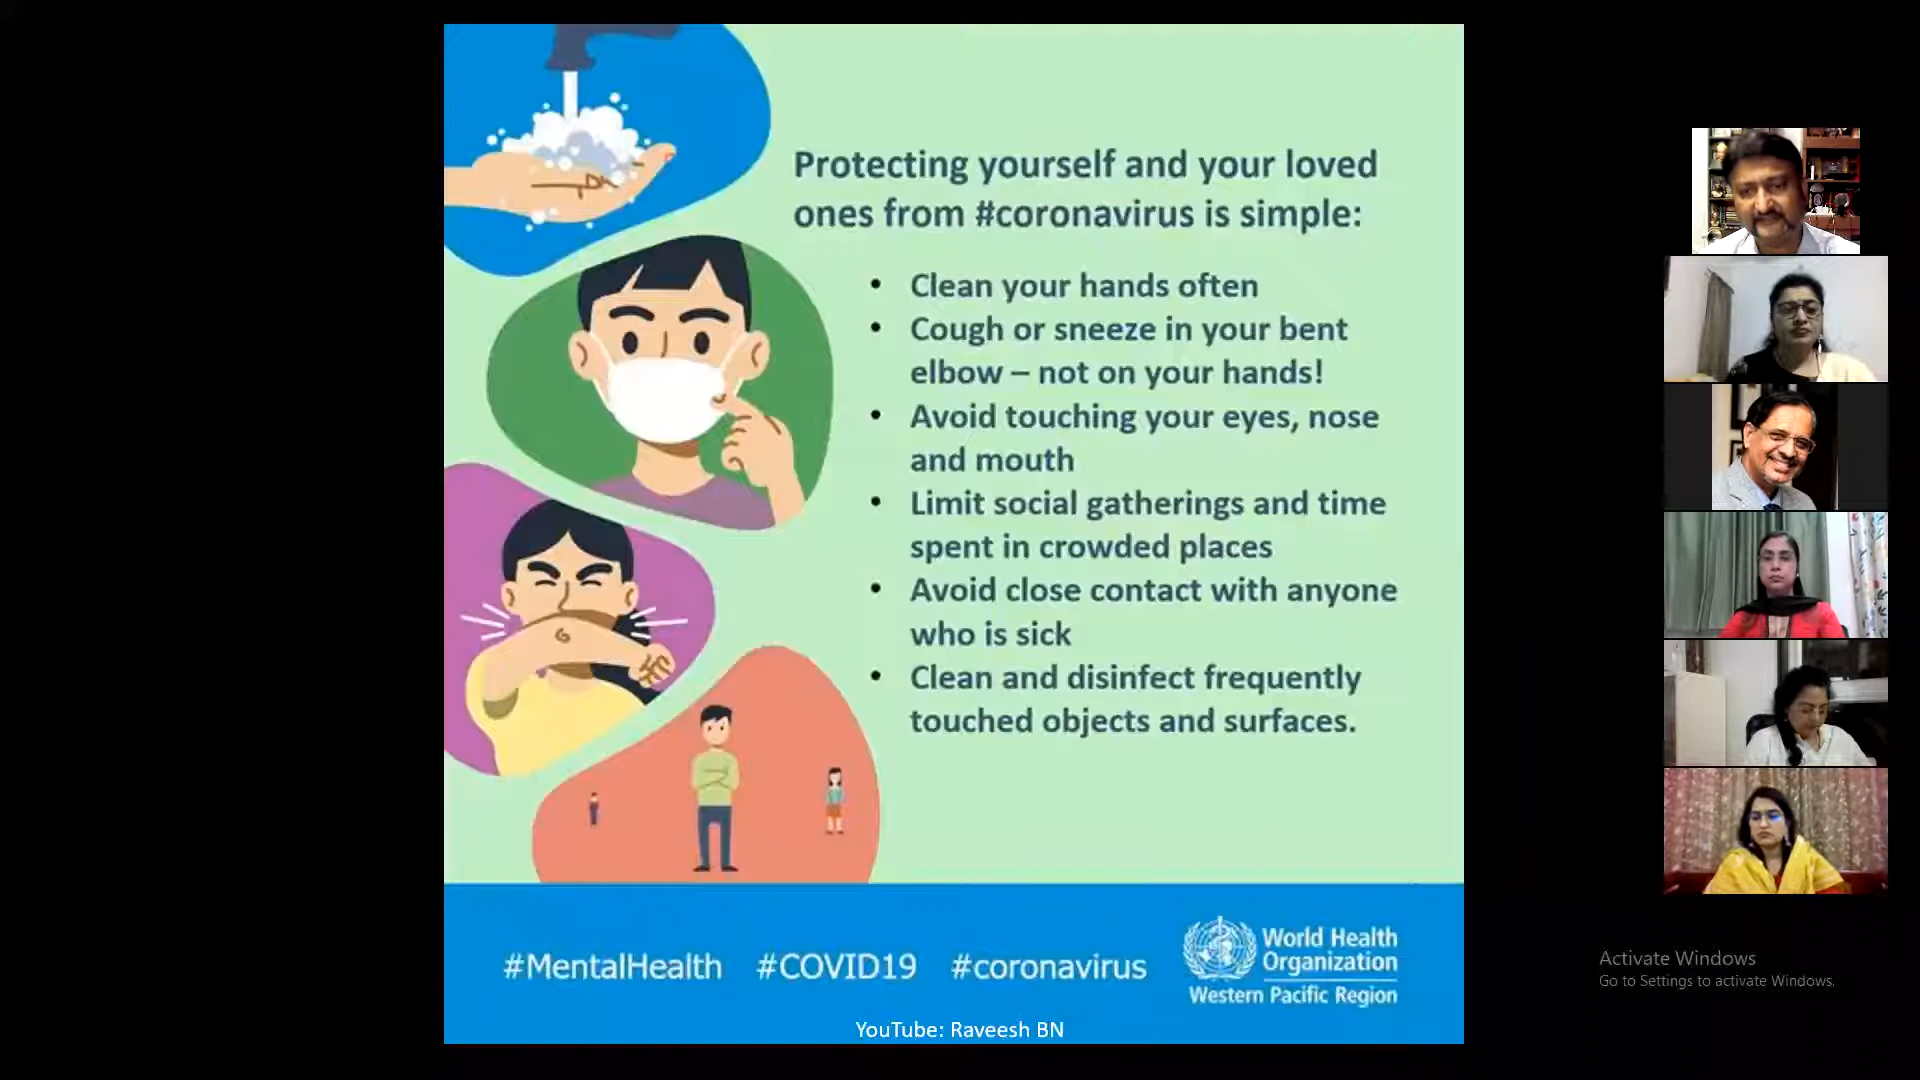 Protecting yourself and your loved
ones from #coronavirus is simple:
• Clean your hands often
• Cough or sneeze in your bent
elbow – not on your hands!
• Avoid touching your eyes, nose
and mouth
• Limit social gatherings and time
spent in crowded places
• Avoid close contact with anyone
who is sick
• Clean and disinfect frequently
touched objects and surfaces.
#MentalHealth #COVID19 #coronavirus
World Health
Organization
Western Pacific Region
YouTube: Raveesh BN
Activate Windows
Go to Settings to activate Windows.